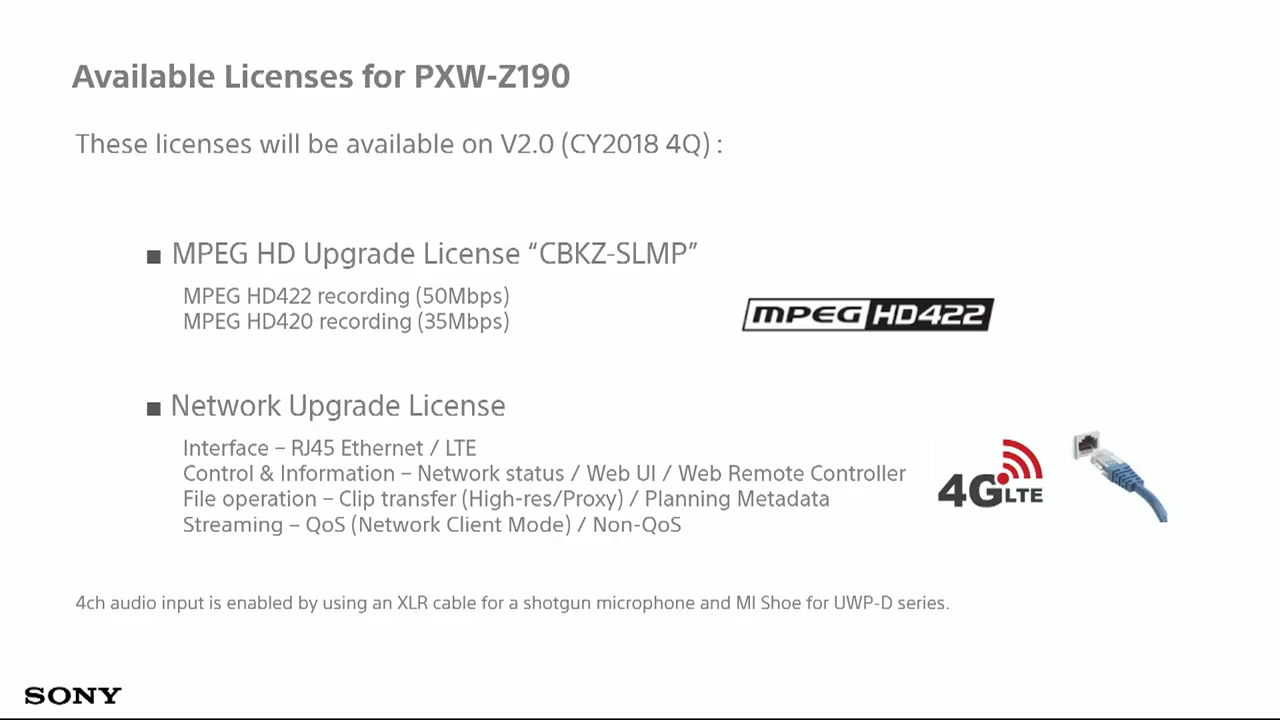 Available Licenses for PXW-Z190
These licenses will be available on V2.0 (CY2018 4Q) :
■ MPEG HD Upgrade License “CBKZ-SLMP”
MPEG HD422 recording (50Mbps)
MPEG HD420 recording (35Mbps)
MPEG HD422
■ Network Upgrade License
Interface – RJ45 Ethernet / LTE
Control & Information – Network status / Web UI / Web Remote Controller
File operation – Clip transfer (High-res/Proxy) / Planning Metadata
Streaming – QoS (Network Client Mode) / Non-QoS
4G LTE
4ch audio input is enabled by using an XLR cable for a shotgun microphone and MI Shoe for UWP-D series.
SONY